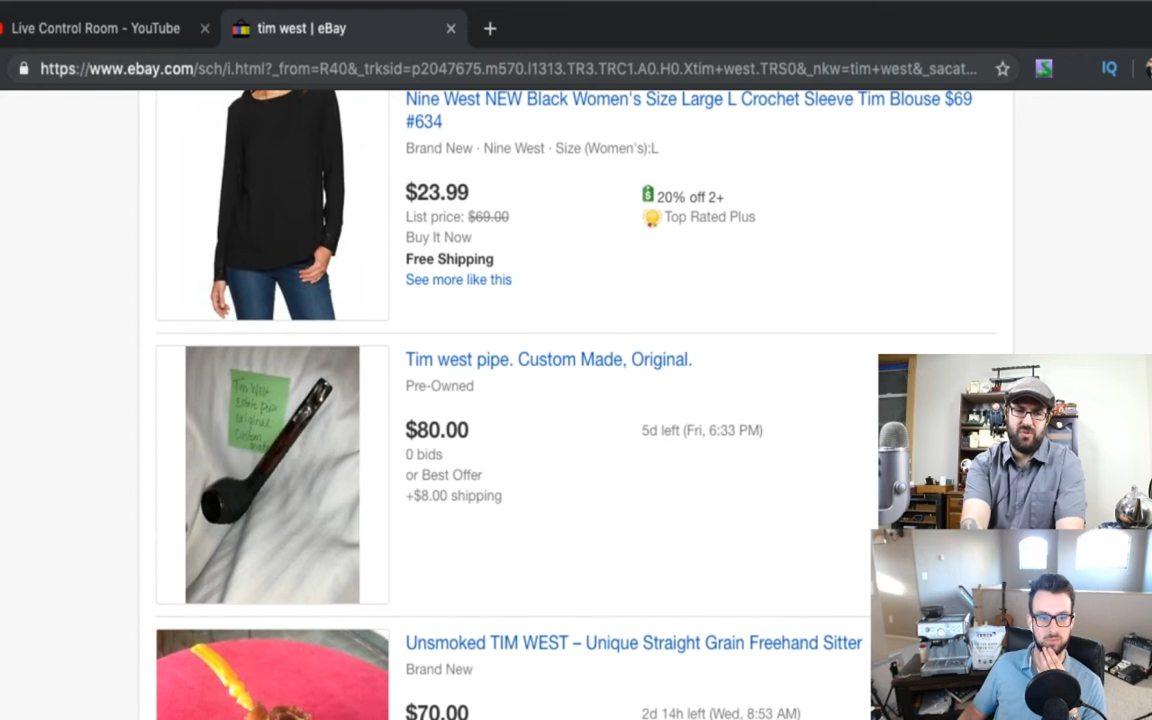 Live Control Room - YouTube
tim west | eBay
https://www.ebay.com/sch/i.html?_from=R40&_trksid=p2047675.m570.l1313.TR3.TRC1.A0.H0.Xtim+west.TRS0&_nkw=tim+west&_sacat...
IQ
Nine West NEW Black Women's Size Large L Crochet Sleeve Tim Blouse $69
#634
Brand New · Nine West · Size (Women's):L
$23.99
20% off 2+
List price: $69.00
Top Rated Plus
Buy It Now
Free Shipping
See more like this
Tim West
Estate pipe
original
Custom
Tim west pipe. Custom Made, Original.
Pre-Owned
$80.00
5d left (Fri, 6:33 PM)
0 bids
or Best Offer
+$8.00 shipping
Unsmoked TIM WEST – Unique Straight Grain Freehand Sitter
Brand New
$70.00
2d 14h left (Wed, 8:53 AM)